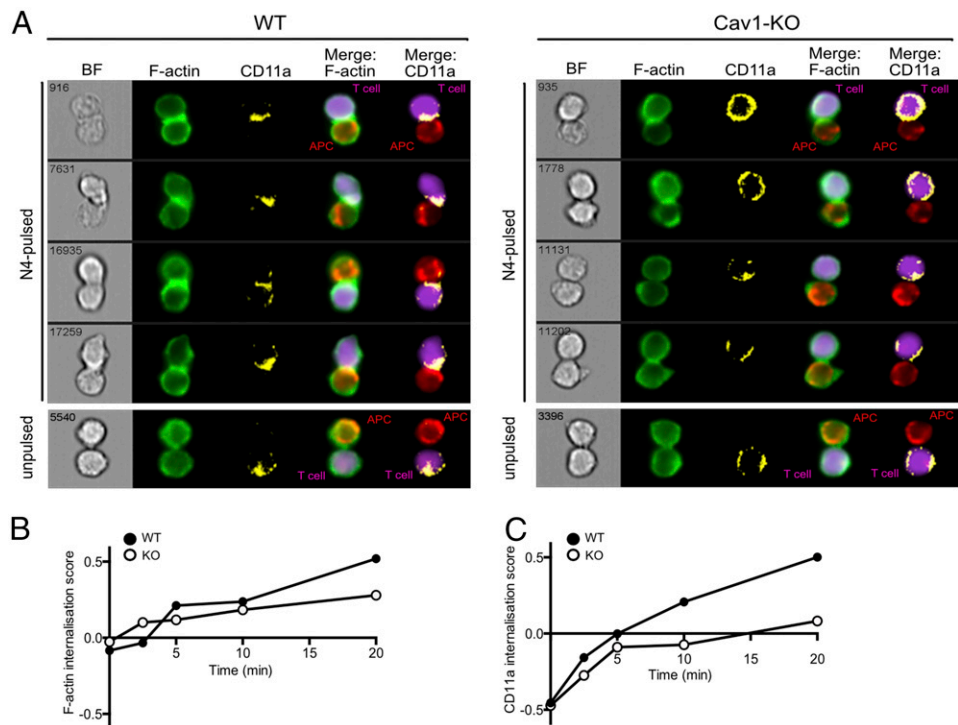 A
WT
BF F-actin CD11a Merge: F-actin Merge: CD11a
N4-pulsed
916
T cell T cell
APC APC
7631
16935
17259
unpulsed
5540
APC APC
T cell T cell
Cav1-KO
BF F-actin CD11a Merge: F-actin Merge: CD11a
N4-pulsed
935
T cell T cell
APC APC
1778
11131
11202
unpulsed
3396
APC APC
T cell T cell
B
WT
KO
F-actin internalisation score
0.5
0.0
-0.5
5 10 15 20
Time (min)
C
WT
KO
CD11a internalisation score
0.5
0.0
-0.5
5 10 15 20
Time (min)